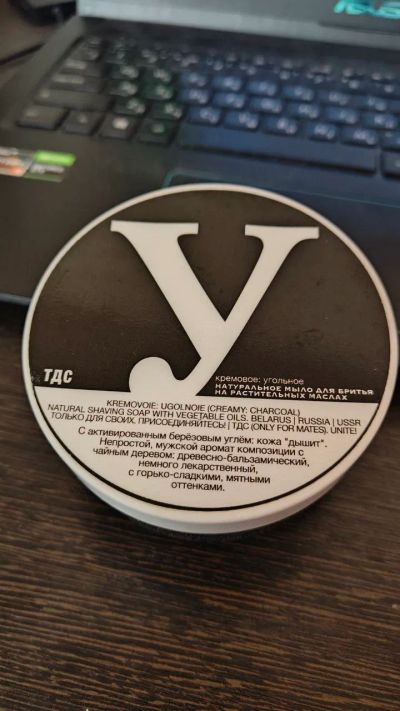 У
ТДС
кремовое: угольное
НАТУРАЛЬНОЕ МЫЛО ДЛЯ БРИТЬЯ
НА РАСТИТЕЛЬНЫХ МАСЛАХ
KREMOVOIE: UGOLNOIE (CREAMY: CHARCOAL)
NATURAL SHAVING SOAP WITH VEGETABLE OILS. BELARUS | RUSSIA | USSR
ТОЛЬКО ДЛЯ СВОИХ. ПРИСОЕДИНЯЙТЕСЬ! | ТДС (ONLY FOR MATES). UNITE!
С активированным берёзовым углём: кожа "дышит".
Непростой, мужской аромат композиции с
чайным деревом: древесно-бальзамический,
немного лекарственный,
с горько-сладкими, мятными
оттенками.